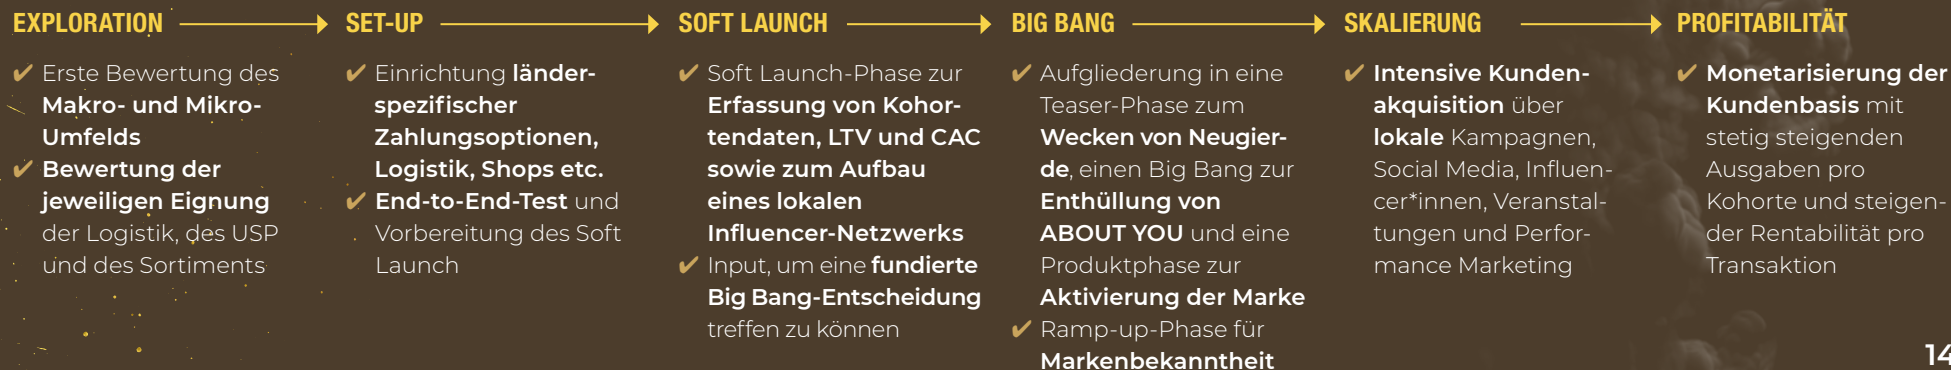 EXPLORATION
✔ Erste Bewertung des
Makro- und Mikro-
Umfelds
✔ Bewertung der
jeweiligen Eignung
der Logistik, des USP
und des Sortiments
SET-UP
✔ Einrichtung länder-
spezifischer
Zahlungsoptionen,
Logistik, Shops etc.
✔ End-to-End-Test und
Vorbereitung des Soft
Launch
SOFT LAUNCH
✔ Soft Launch-Phase zur
Erfassung von Kohor-
tendaten, LTV und CAC
sowie zum Aufbau
eines lokalen
Influencer-Netzwerks
✔ Input, um eine fundierte
Big Bang-Entscheidung
treffen zu können
BIG BANG
✔ Aufgliederung in eine
Teaser-Phase zum
Wecken von Neugier-
de, einen Big Bang zur
Enthüllung von
ABOUT YOU und eine
Produktphase zur
Aktivierung der Marke
✔ Ramp-up-Phase für
Markenbekanntheit
SKALIERUNG
✔ Intensive Kunden-
akquisition über
lokale Kampagnen,
Social Media, Influen-
cer*innen, Veranstal-
tungen und Perfor-
mance Marketing
PROFITABILITÄT
✔ Monetarisierung der
Kundenbasis mit
stetig steigenden
Ausgaben pro
Kohorte und steigen-
der Rentabilität pro
Transaktion
14